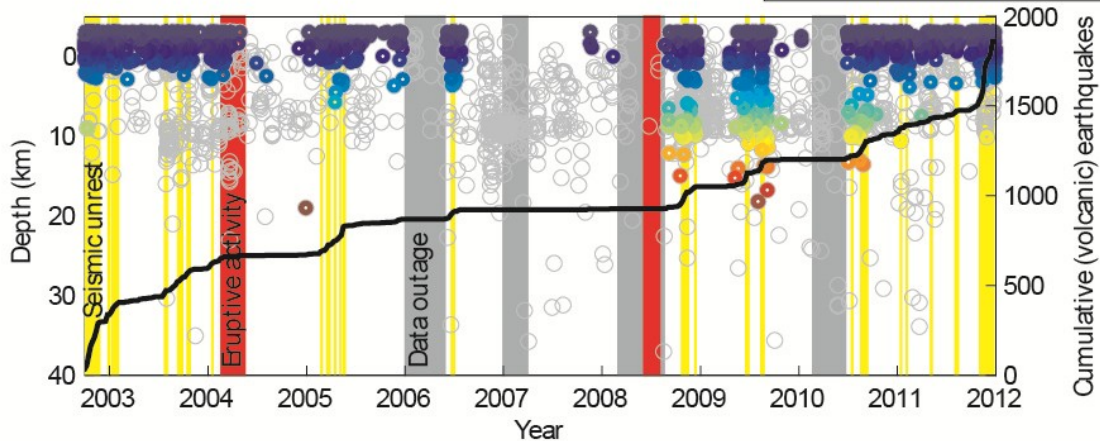 0
10
20
30
40
Depth (km)
Seismic unrest
Eruptive activity
Data outage
2000
1500
1000
500
0
Cumulative (volcanic) earthquakes
2003 2004 2005 2006 2007 2008 2009 2010 2011 2012
Year